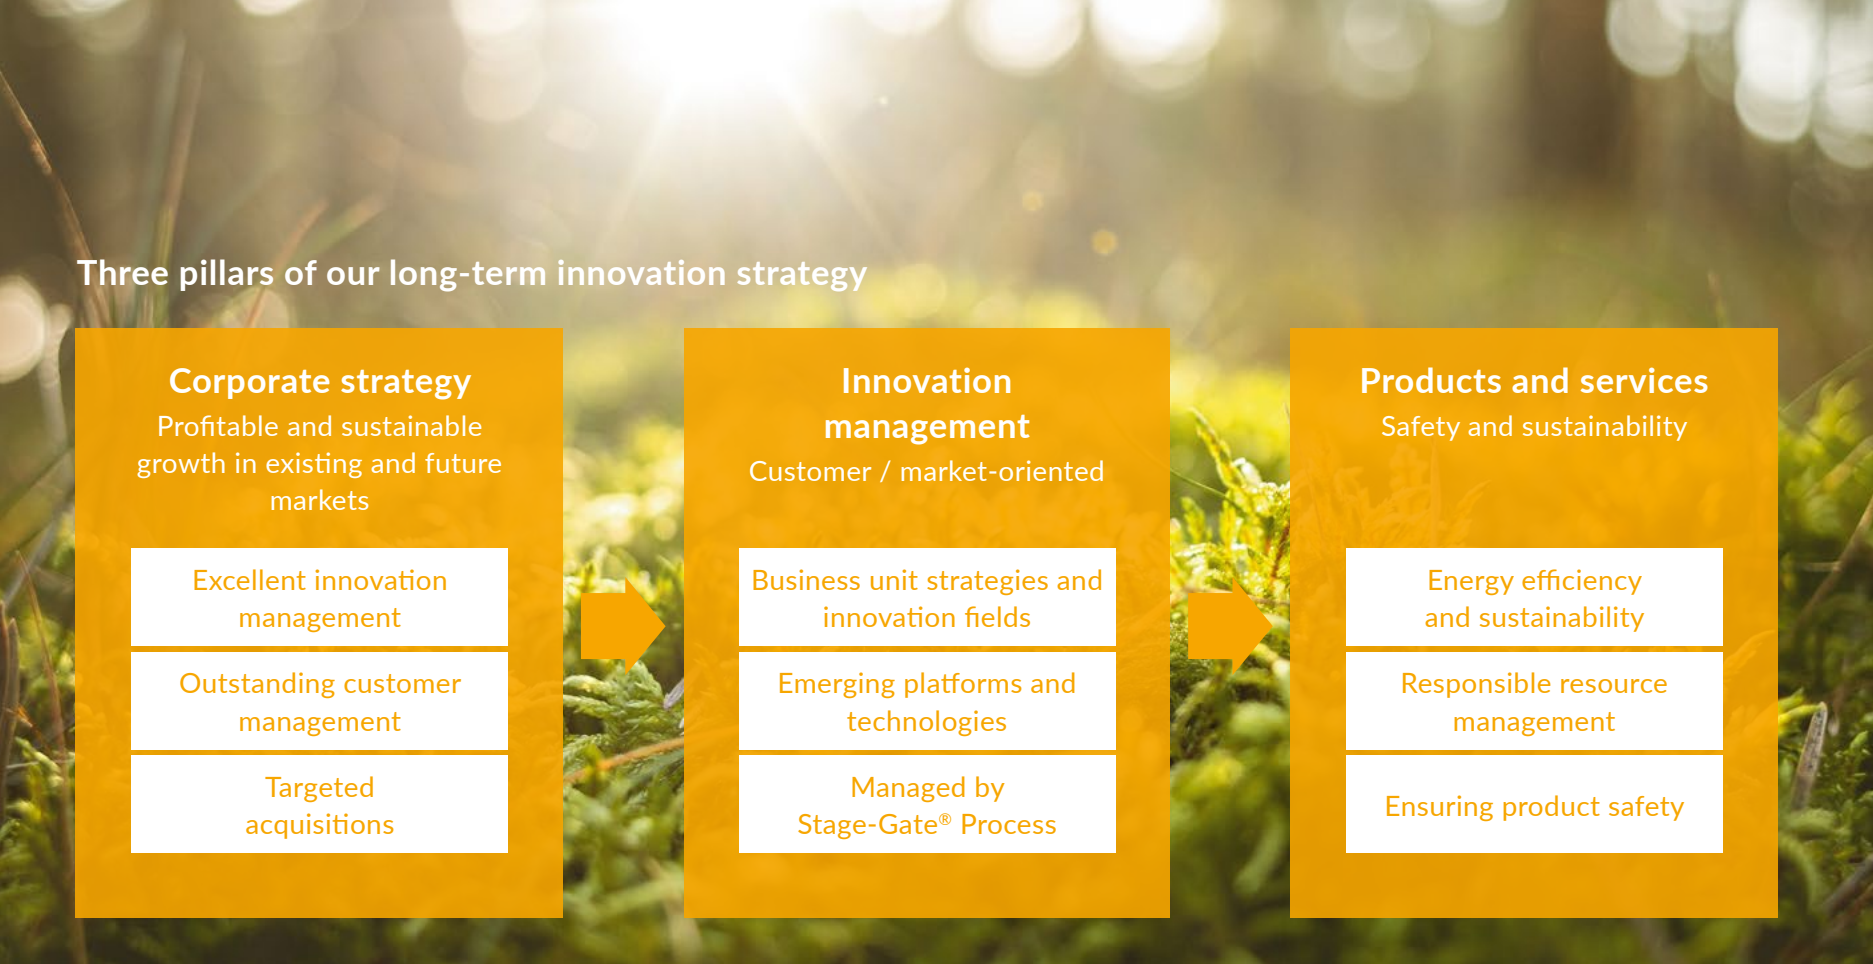 Three pillars of our long-term innovation strategy
Corporate strategy
Profitable and sustainable
growth in existing and future
markets
Excellent innovation
management
Outstanding customer
management
Targeted
acquisitions
Innovation
management
Customer / market-oriented
Business unit strategies and
innovation fields
Emerging platforms and
technologies
Managed by
Stage-Gate® Process
Products and services
Safety and sustainability
Energy efficiency
and sustainability
Responsible resource
management
Ensuring product safety